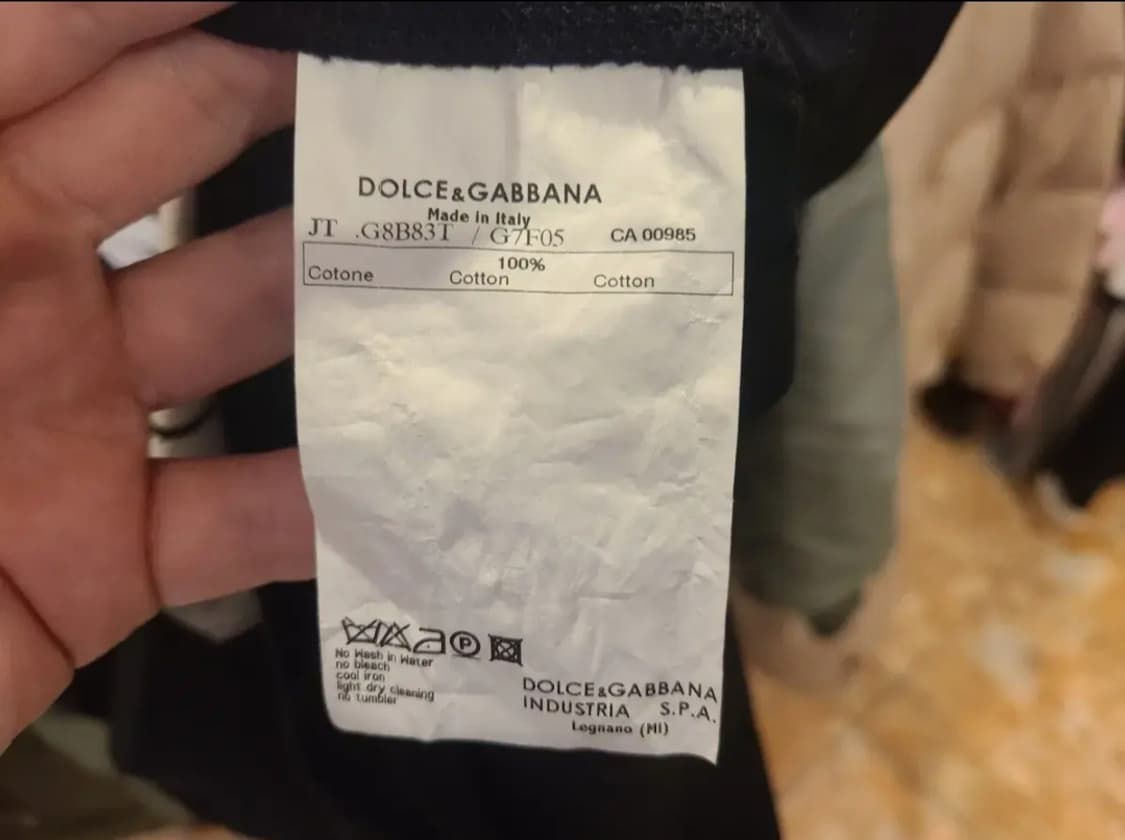 DOLCE&GABBANA
Made in Italy
JT .G8B83T / G7F05 CA 00985
100%
Cotone Cotton Cotton
P
No Wash in Water
no bleach
cool iron
light dry cleaning
no tumbler
DOLCE&GABBANA
INDUSTRIA S.P.A.
Legnano (MI)